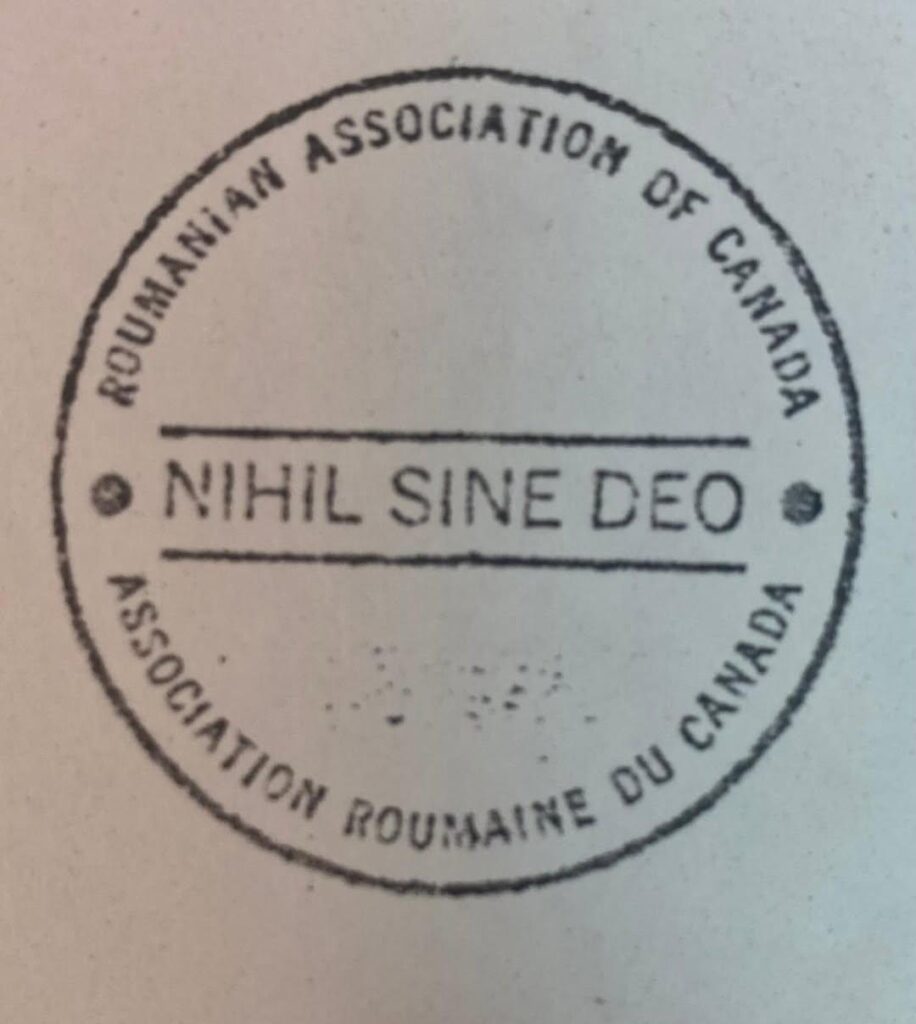 ROUMANIAN ASSOCIATION OF CANADA
NIHIL SINE DEO
ASSOCIATION ROUMAINE DU CANADA